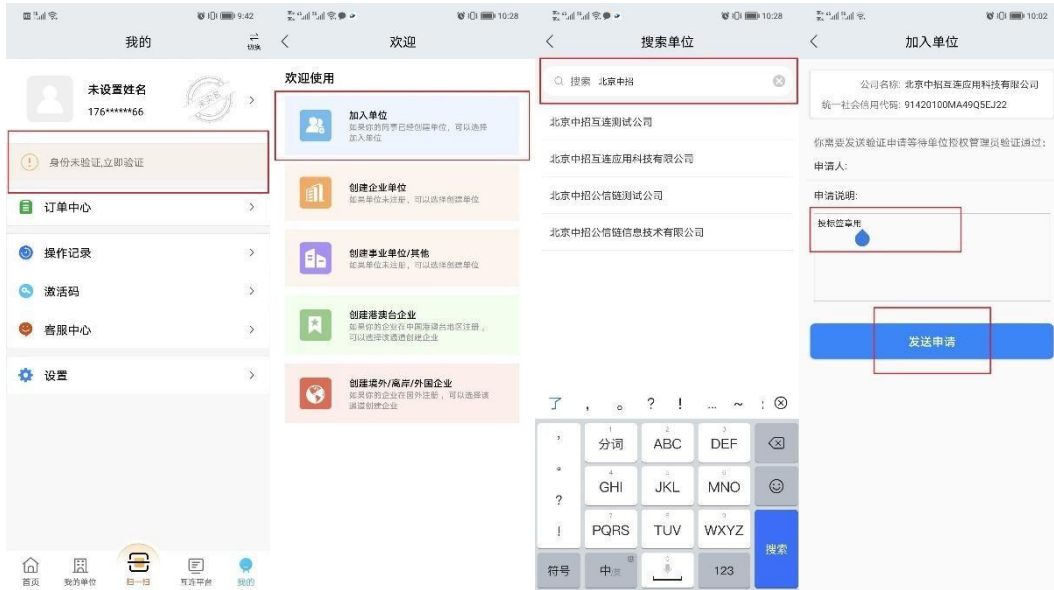 9:42
我的
切换
未设置姓名
176******66
身份未验证,立即验证
订单中心
操作记录
激活码
客服中心
设置
首页
我的单位
扫一扫
互连平台
我的
10:28
欢迎
欢迎使用
加入单位
如果你的同事已经创建单位，可以选择
加入单位
创建企业单位
如果单位未注册，可以选择创建单位
创建事业单位/其他
如果单位未注册，可以选择创建单位
创建港澳台企业
如果你的企业在中国港澳台地区注册，
可以选择该通道创建企业
创建境外/离岸/外国企业
如果你的企业在国外注册，可以选择该
通道创建企业
10:28
搜索单位
搜索 北京中招
北京中招互连测试公司
北京中招互连应用科技有限公司
北京中招公信链测试公司
北京中招公信链信息技术有限公司
了 ， 。 ? ! ... ~ :
分词 ABC DEF
GHI JKL MNO
?
PQRS TUV WXYZ
!
搜索
符号 中 123
10:02
加入单位
公司名称: 北京中招互连应用科技有限公司
统一社会信用代码: 91420100MA49Q5EJ22
你需要发送验证申请等待单位授权管理员验证通过:
申请人:
申请说明:
投标签章用
发送申请